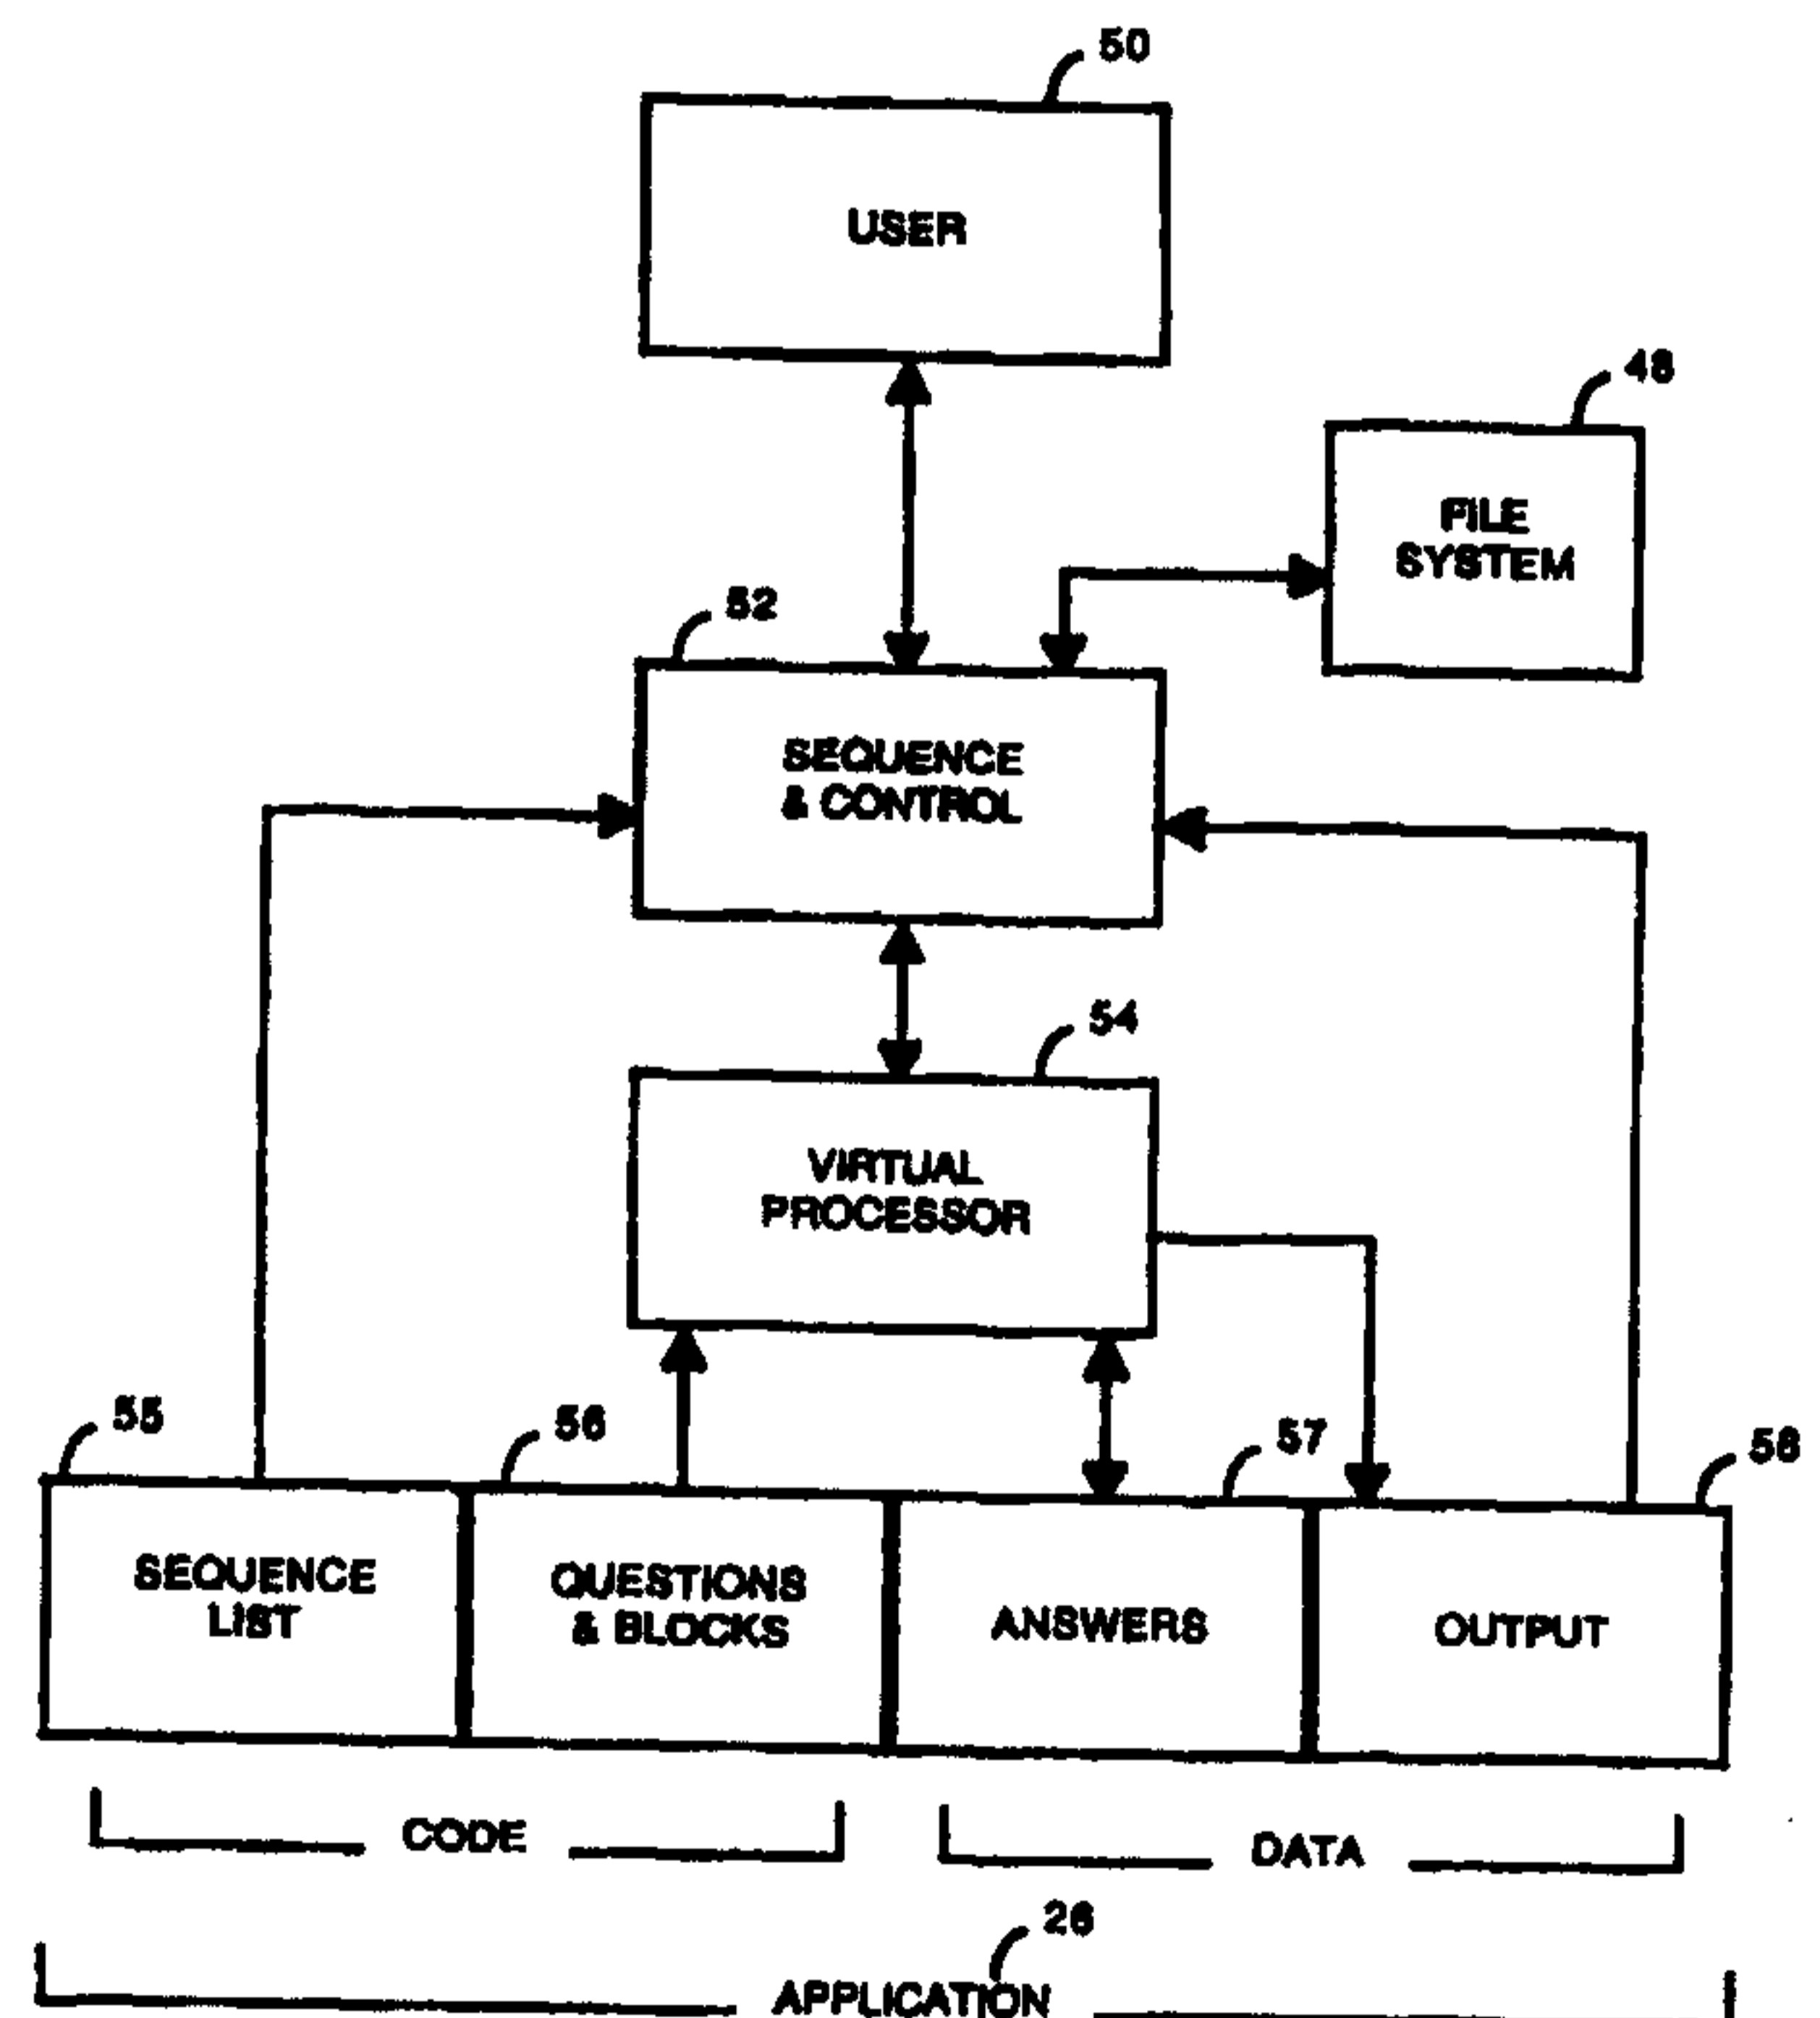 50
USER
48
FILE
SYSTEM
52
SEQUENCE
& CONTROL
54
VIRTUAL
PROCESSOR
55
56
57
58
SEQUENCE
LIST
QUESTIONS
& BLOCKS
ANSWERS
OUTPUT
CODE
DATA
26
APPLICATION